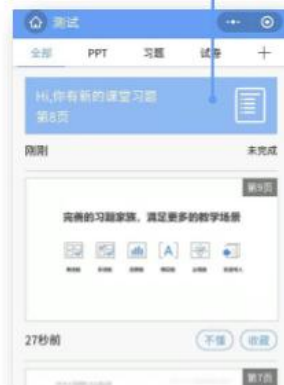 测试
全部 PPT 习题 试卷
Hi,你有新的课堂习题
第8页
刚刚 未完成
第9页
完善的习题家族,满足更多的教学场景
[A]
27秒前 不懂 收藏
第7页